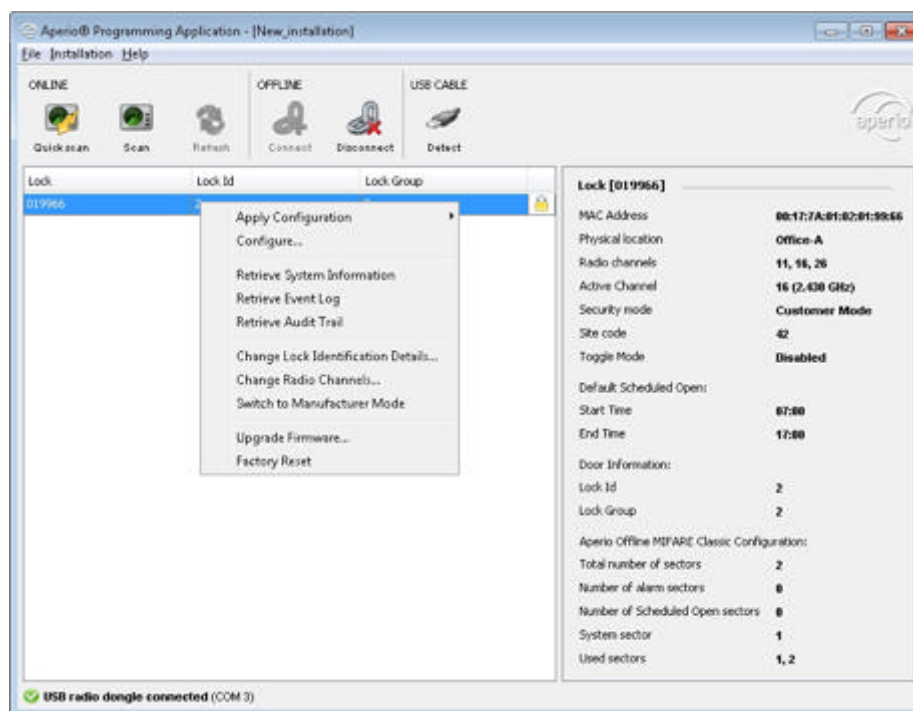 Aperio® Programming Application - [New_installation]
File Installation Help
ONLINE
OFFLINE
USB CABLE
Quick scan
Scan
Refresh
Connect
Disconnect
Detect
aperio
Lock
Lock Id
Lock Group
019966
2
Apply Configuration
Configure...
Retrieve System Information
Retrieve Event Log
Retrieve Audit Trail
Change Lock Identification Details...
Change Radio Channels...
Switch to Manufacturer Mode
Upgrade Firmware...
Factory Reset
Lock [019966]
MAC Address 00:17:7A:01:02:01:99:66
Physical location Office-A
Radio channels 11, 16, 26
Active Channel 16 (2.430 GHz)
Security mode Customer Mode
Site code 42
Toggle Mode Disabled
Default Scheduled Open:
Start Time 07:00
End Time 17:00
Door Information:
Lock Id 2
Lock Group 2
Aperio Offline MIFARE Classic Configuration:
Total number of sectors 2
Number of alarm sectors 0
Number of Scheduled Open sectors 0
System sector 1
Used sectors 1, 2
USB radio dongle connected (COM 3)